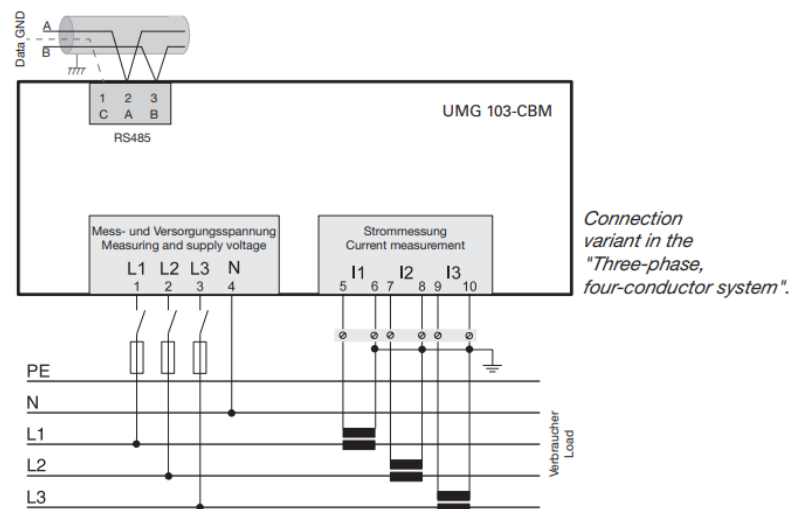 Data GND
A
B
1 2 3
C A B
RS485
UMG 103-CBM
Mess- und Versorgungsspannung
Measuring and supply voltage
L1 L2 L3 N
1 2 3 4
Strommessung
Current measurement
I1 I2 I3
5 6 7 8 9 10
Connection
variant in the
"Three-phase,
four-conductor system".
PE
N
L1
L2
L3
Verbraucher
Load